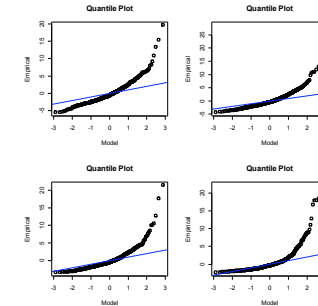 Quantile Plot
Empirical
-5 0 5 10 15 20
-3 -2 -1 0 1 2 3
Model
Quantile Plot
Empirical
-5 0 5 10 15 20 25
-3 -2 -1 0 1 2
Model
Quantile Plot
Empirical
0 5 10 15 20
-3 -2 -1 0 1 2 3
Model
Quantile Plot
Empirical
0 5 10 15 20
-3 -2 -1 0 1 2
Model